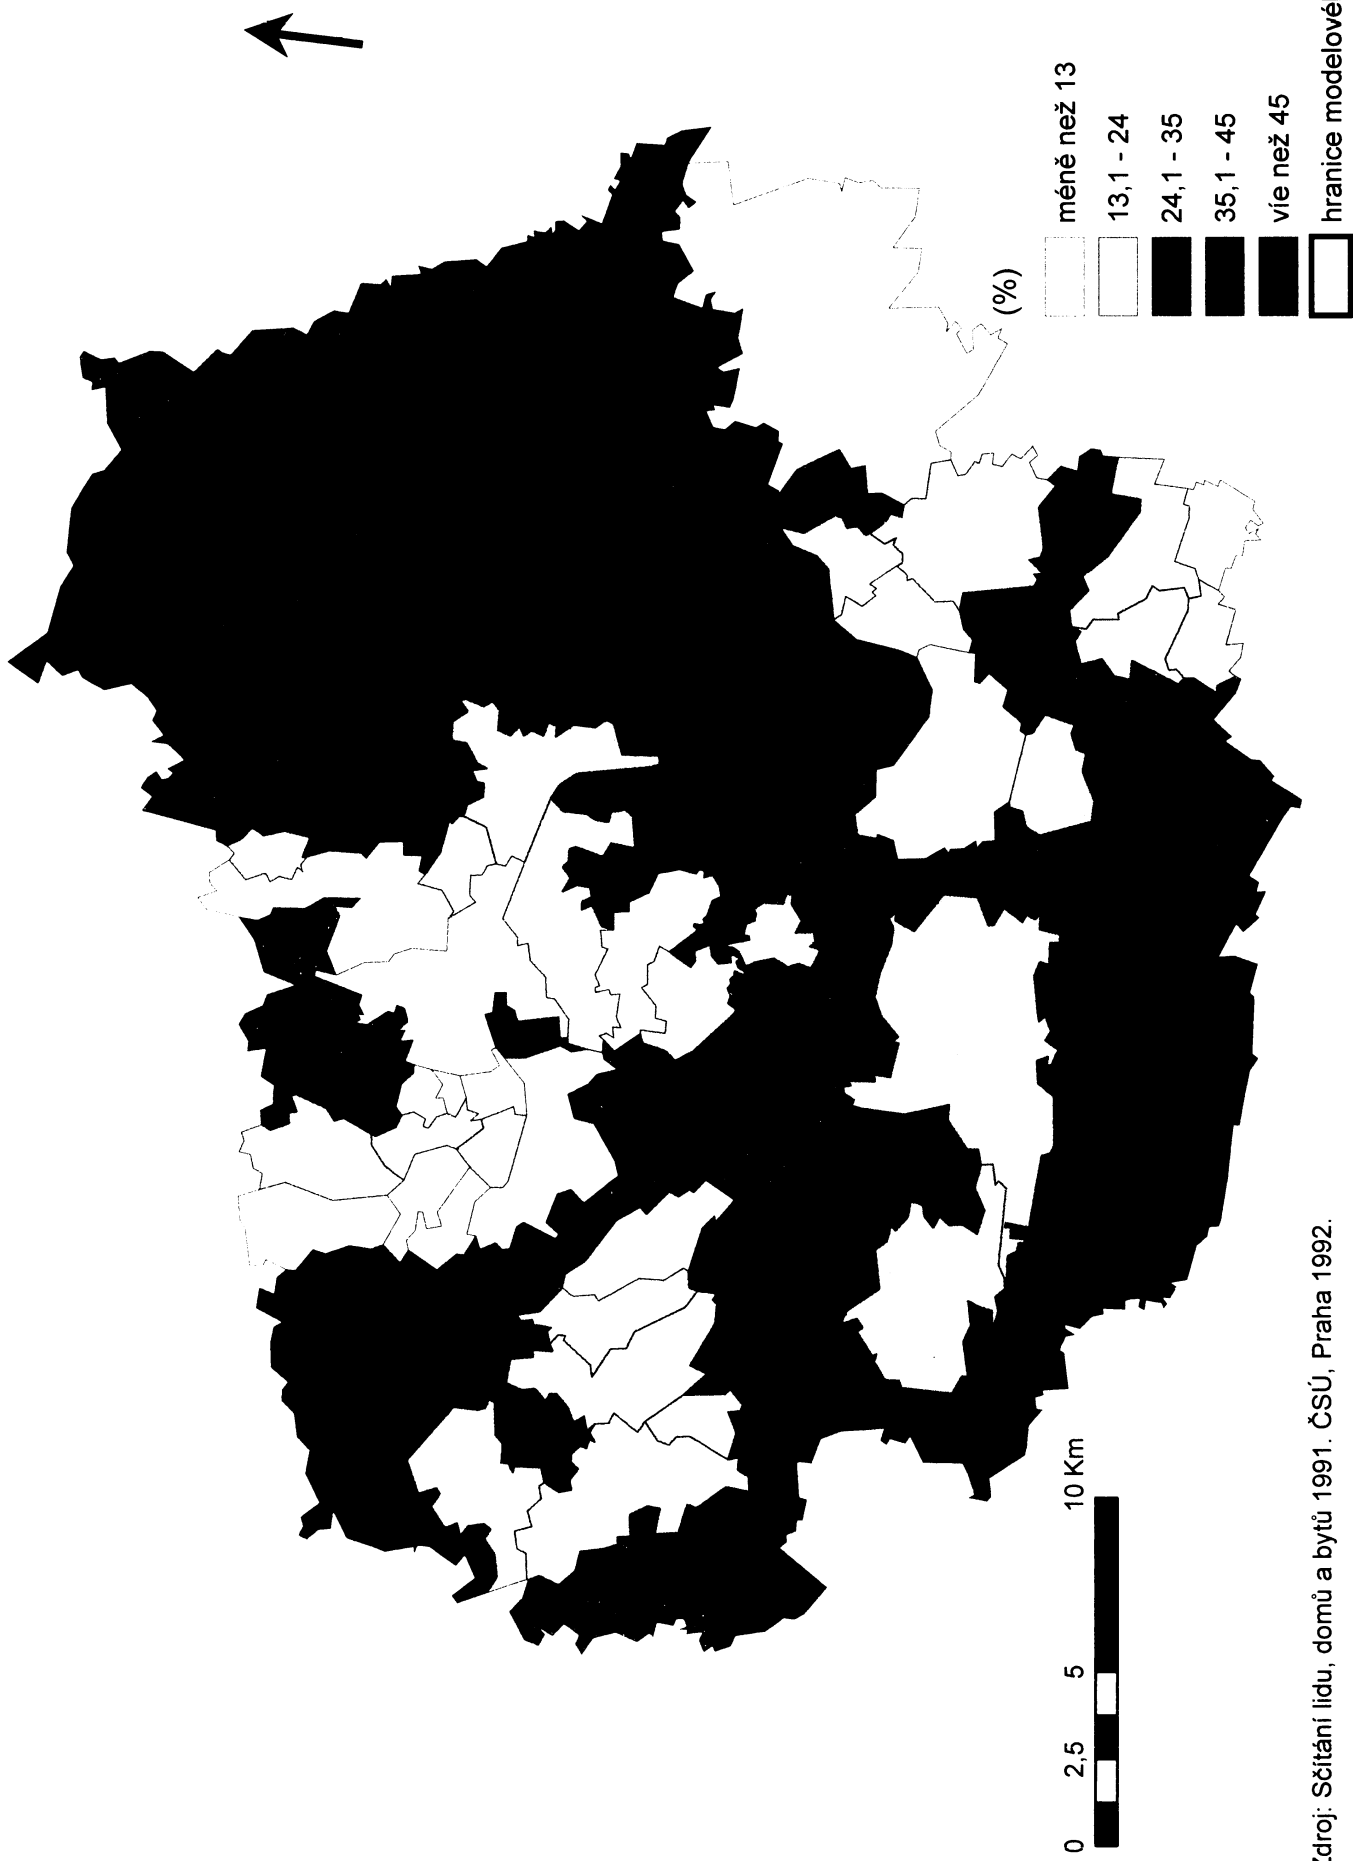 (%)
méně než 13
13,1 - 24
24,1 - 35
35,1 - 45
víe než 45
hranice modelové
0 2,5 5 10 Km
droj: Sčítání lidu, domů a bytů 1991. ČSÚ, Praha 1992.